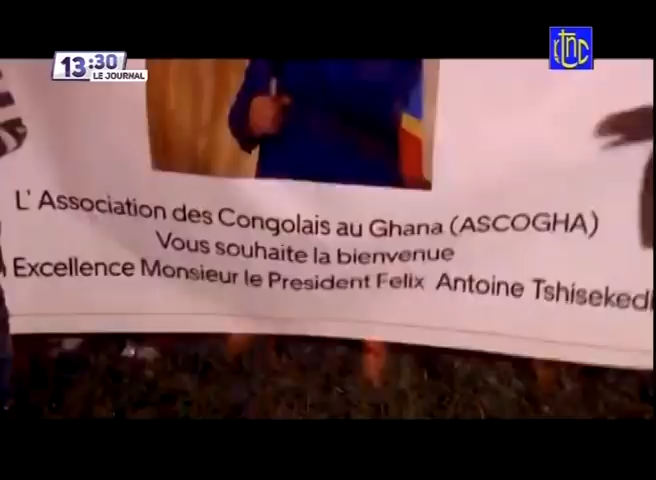 13:30
LE JOURNAL
rtnc
L' Association des Congolais au Ghana (ASCOGHA)
Vous souhaite la bienvenue
Excellence Monsieur le President Felix Antoine Tshisekedi